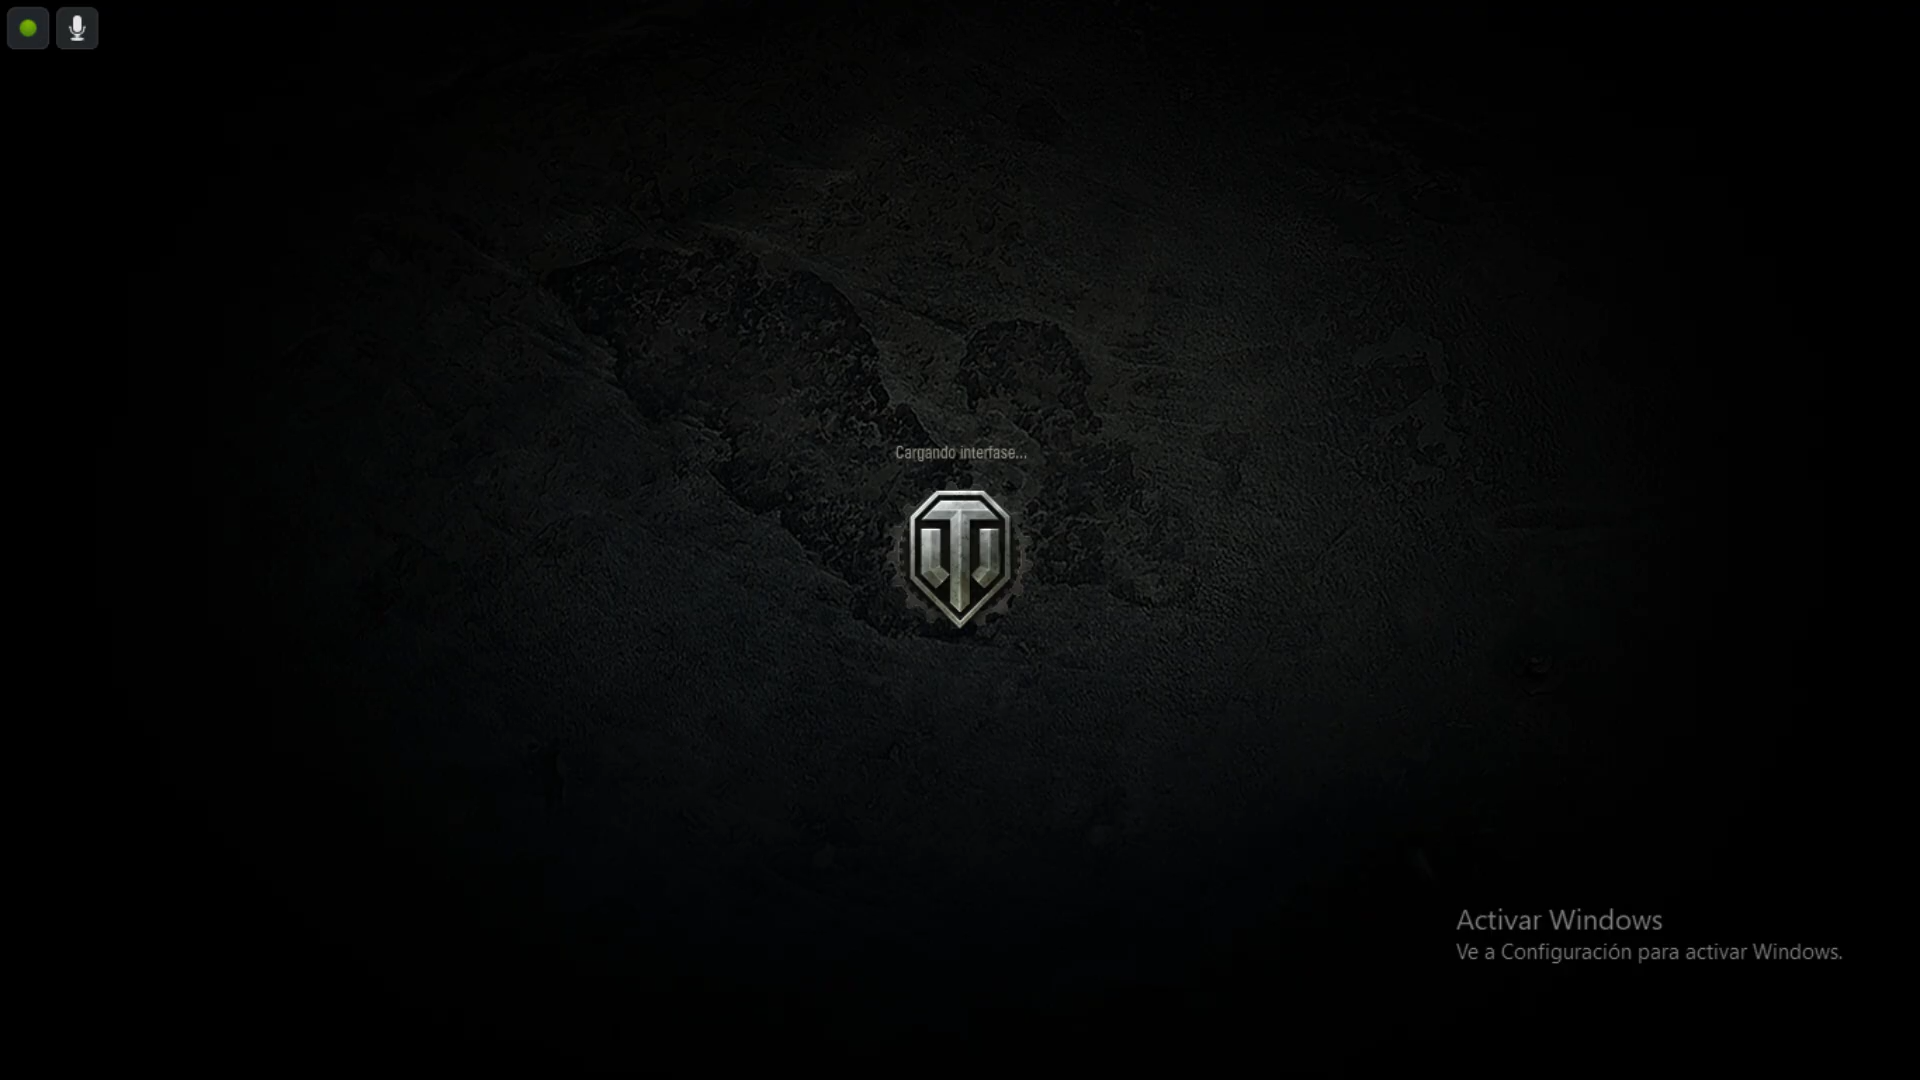 Cargando interfase...
Activar Windows
Ve a Configuración para activar Windows.